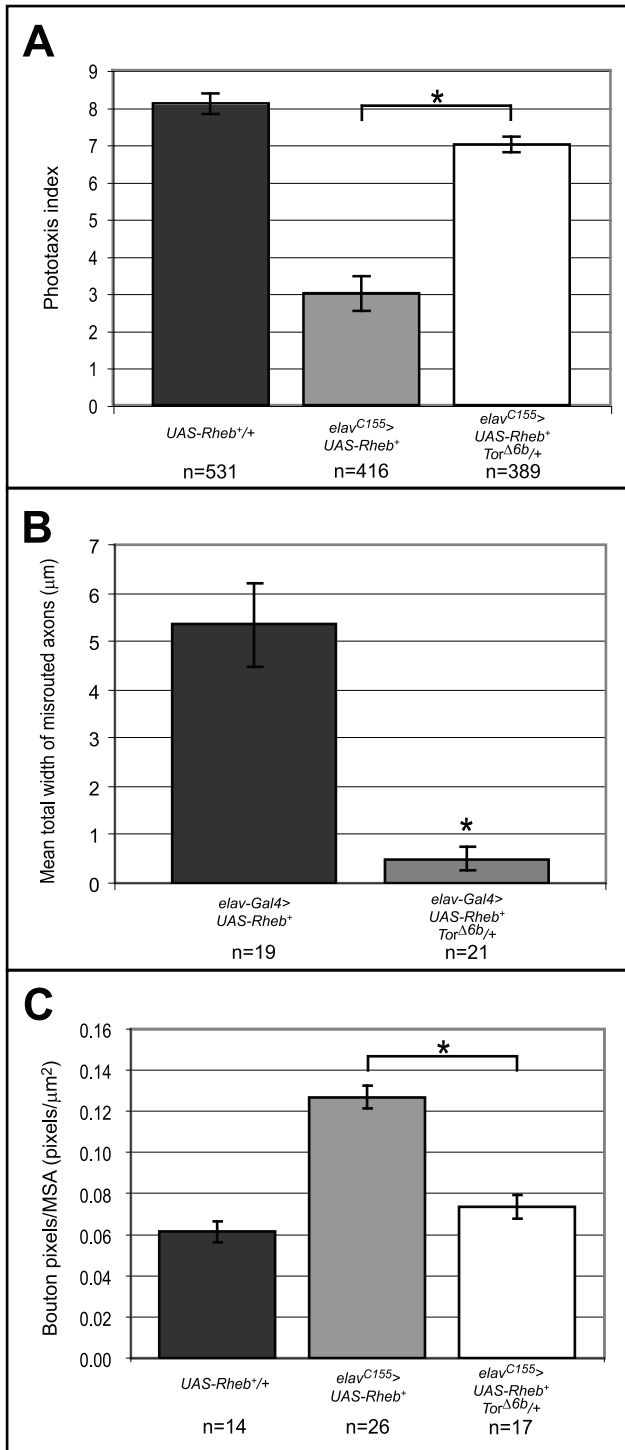 A
9
8
7
6
5
4
3
2
1
0
Phototaxis index
*
UAS-Rheb⁺/+
n=531
elavC155>
UAS-Rheb⁺
n=416
elavC155>
UAS-Rheb⁺
TorΔ6b/+
n=389
B
7
6
5
4
3
2
1
0
Mean total width of misrouted axons (μm)
*
elav-Gal4>
UAS-Rheb⁺
n=19
elav-Gal4>
UAS-Rheb⁺
TorΔ6b/+
n=21
C
0.16
0.14
0.12
0.10
0.08
0.06
0.04
0.02
0.00
Bouton pixels/MSA (pixels/μm²)
*
UAS-Rheb⁺/+
n=14
elavC155>
UAS-Rheb⁺
n=26
elavC155>
UAS-Rheb⁺
TorΔ6b/+
n=17